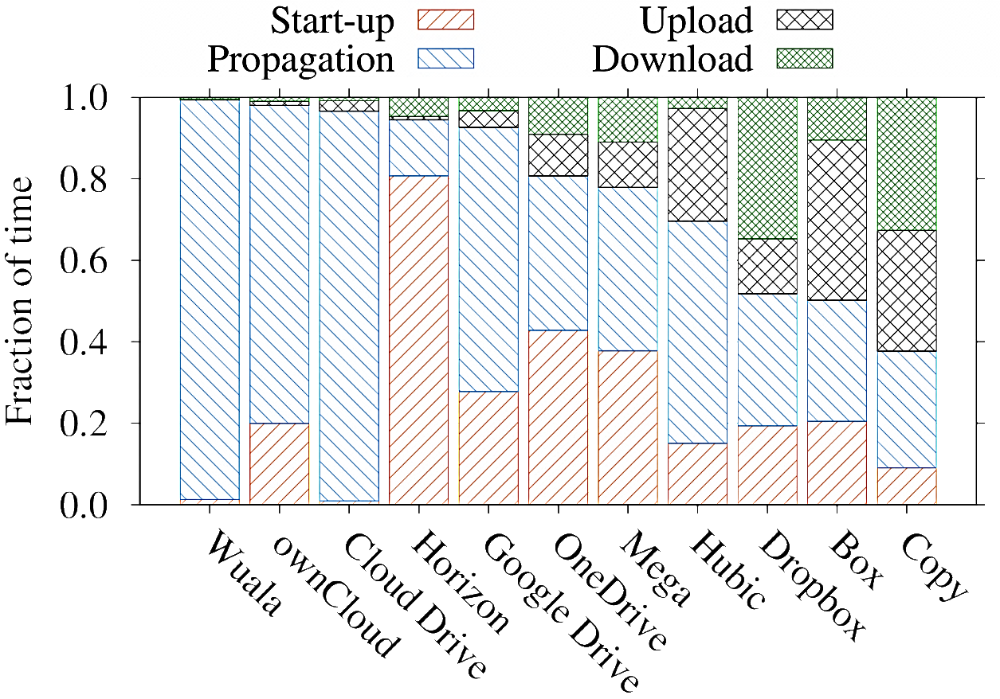 Start-up
Upload
Propagation
Download
Fraction of time
1.0
0.8
0.6
0.4
0.2
0.0
Wuala
ownCloud
Cloud Drive
Horizon
Google Drive
OneDrive
Mega
Hubic
Dropbox
Box
Copy